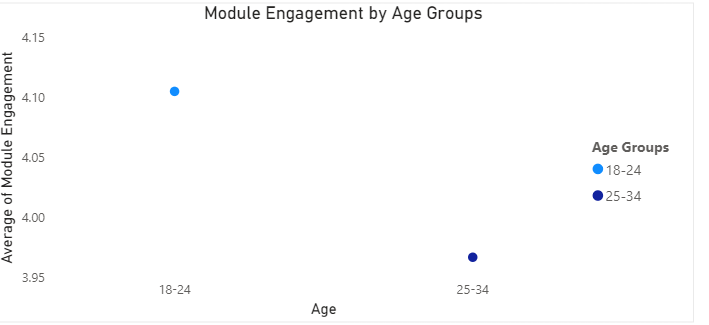 Module Engagement by Age Groups
Average of Module Engagement
4.15
4.10
4.05
4.00
3.95
18-24
25-34
Age
Age Groups
18-24
25-34